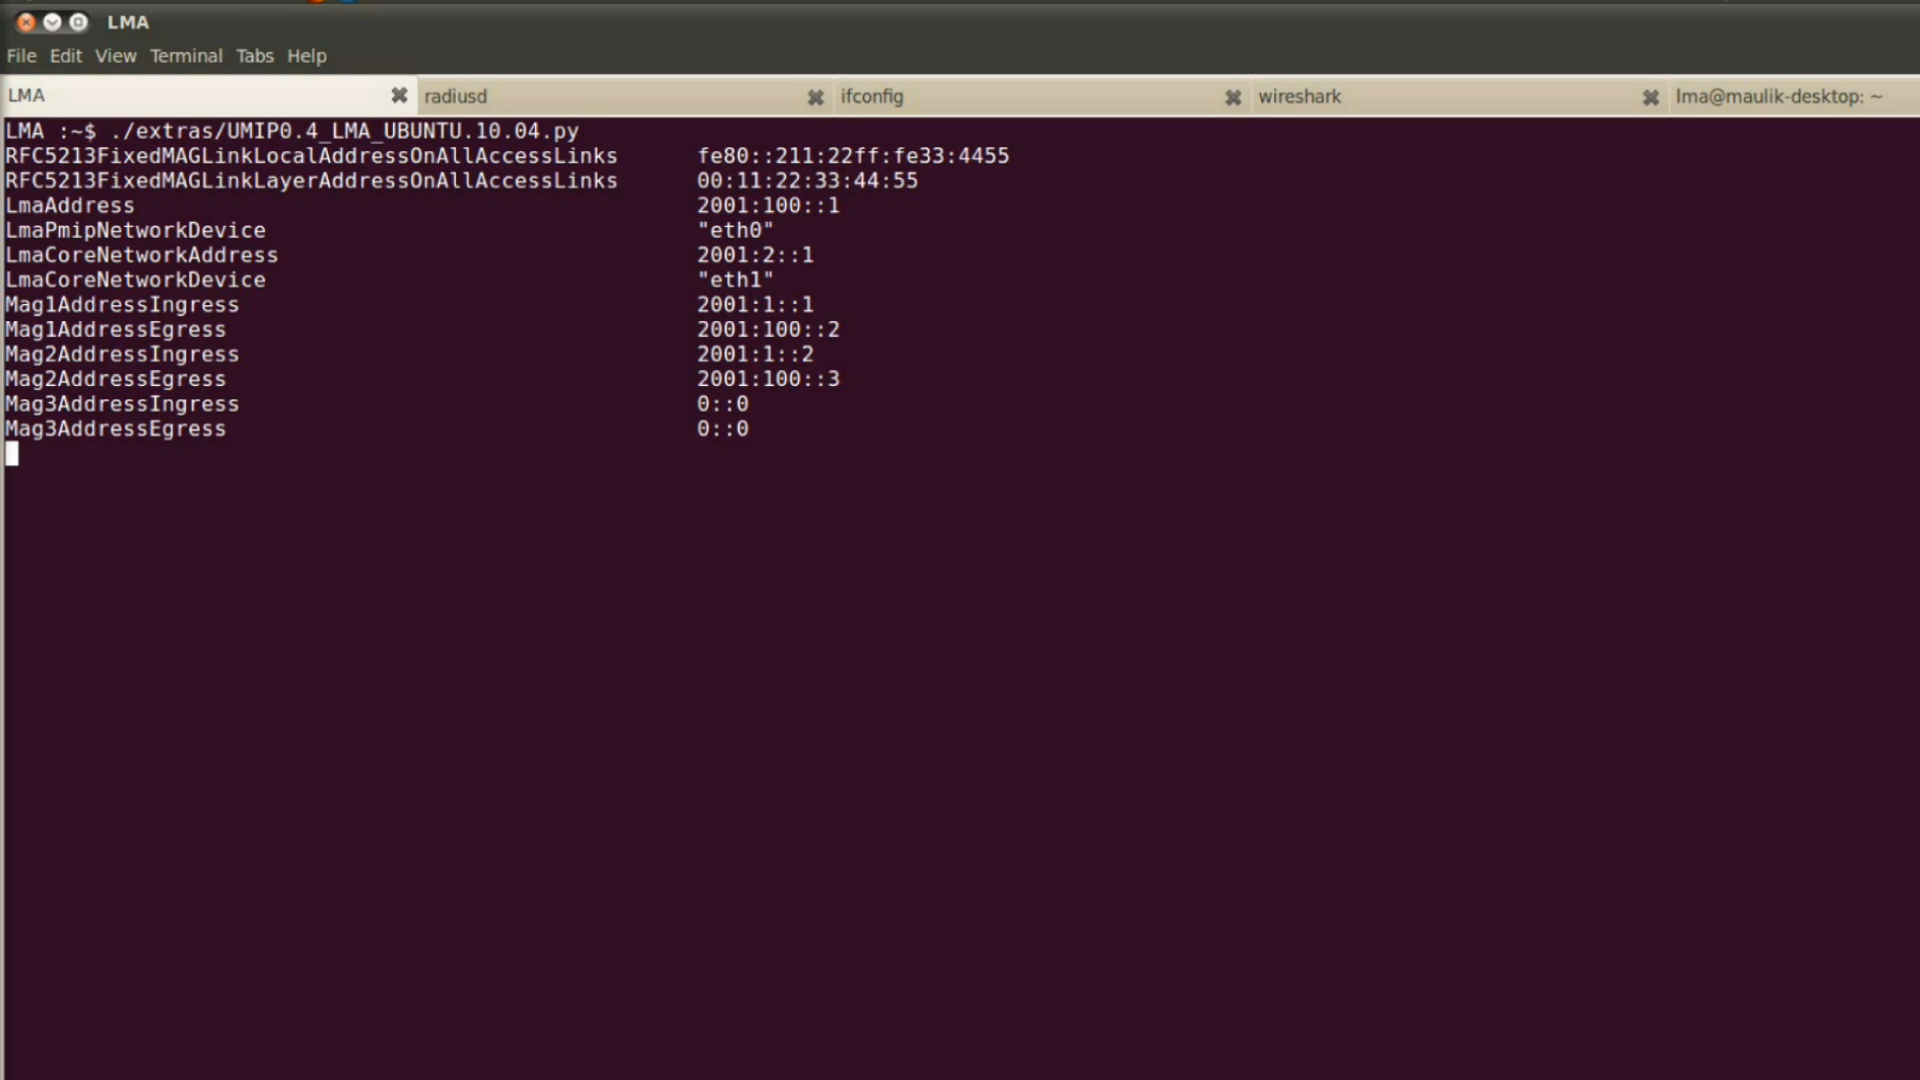 LMA
File Edit View Terminal Tabs Help
LMA radiusd ifconfig wireshark lma@maulik-desktop: ~
LMA :~$ ./extras/UMIP0.4_LMA_UBUNTU.10.04.py
RFC5213FixedMAGLinkLocalAddressOnAllAccessLinks fe80::211:22ff:fe33:4455
RFC5213FixedMAGLinkLayerAddressOnAllAccessLinks 00:11:22:33:44:55
LmaAddress 2001:100::1
LmaPmipNetworkDevice "eth0"
LmaCoreNetworkAddress 2001:2::1
LmaCoreNetworkDevice "eth1"
Mag1AddressIngress 2001:1::1
Mag1AddressEgress 2001:100::2
Mag2AddressIngress 2001:1::2
Mag2AddressEgress 2001:100::3
Mag3AddressIngress 0::0
Mag3AddressEgress 0::0